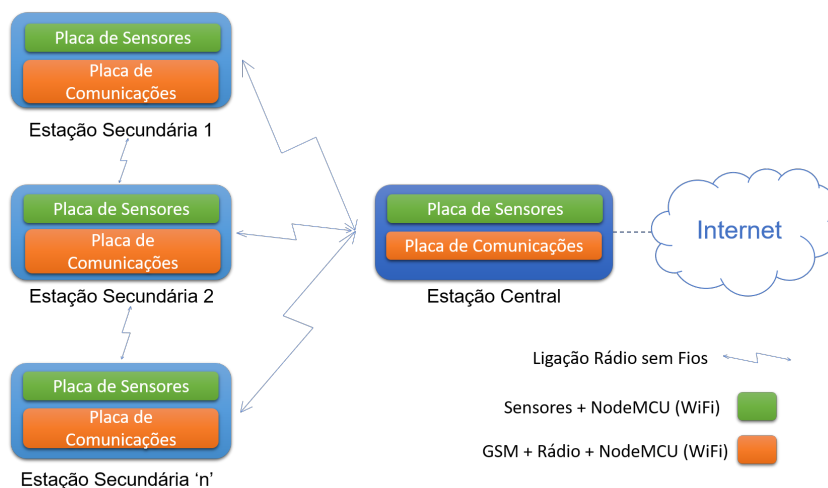 Placa de Sensores
Placa de
Comunicações
Estação Secundária 1
Placa de Sensores
Placa de
Comunicações
Estação Secundária 2
Placa de Sensores
Placa de
Comunicações
Estação Secundária ‘n’
Placa de Sensores
Placa de Comunicações
Estação Central
Internet
Ligação Rádio sem Fios
Sensores + NodeMCU (WiFi)
GSM + Rádio + NodeMCU (WiFi)